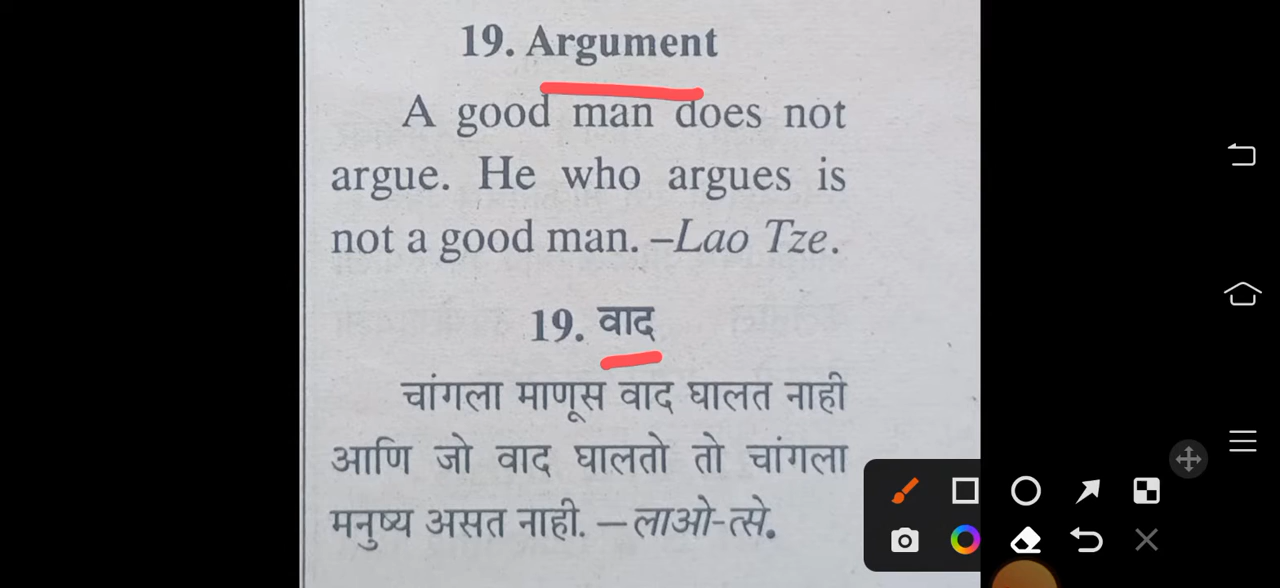 19. Argument
A good man does not
argue. He who argues is
not a good man. –Lao Tze.
19. वाद
चांगला माणूस वाद घालत नाही
आणि जो वाद घालतो तो चांगला
मनुष्य असत नाही. –लाओ-त्से.